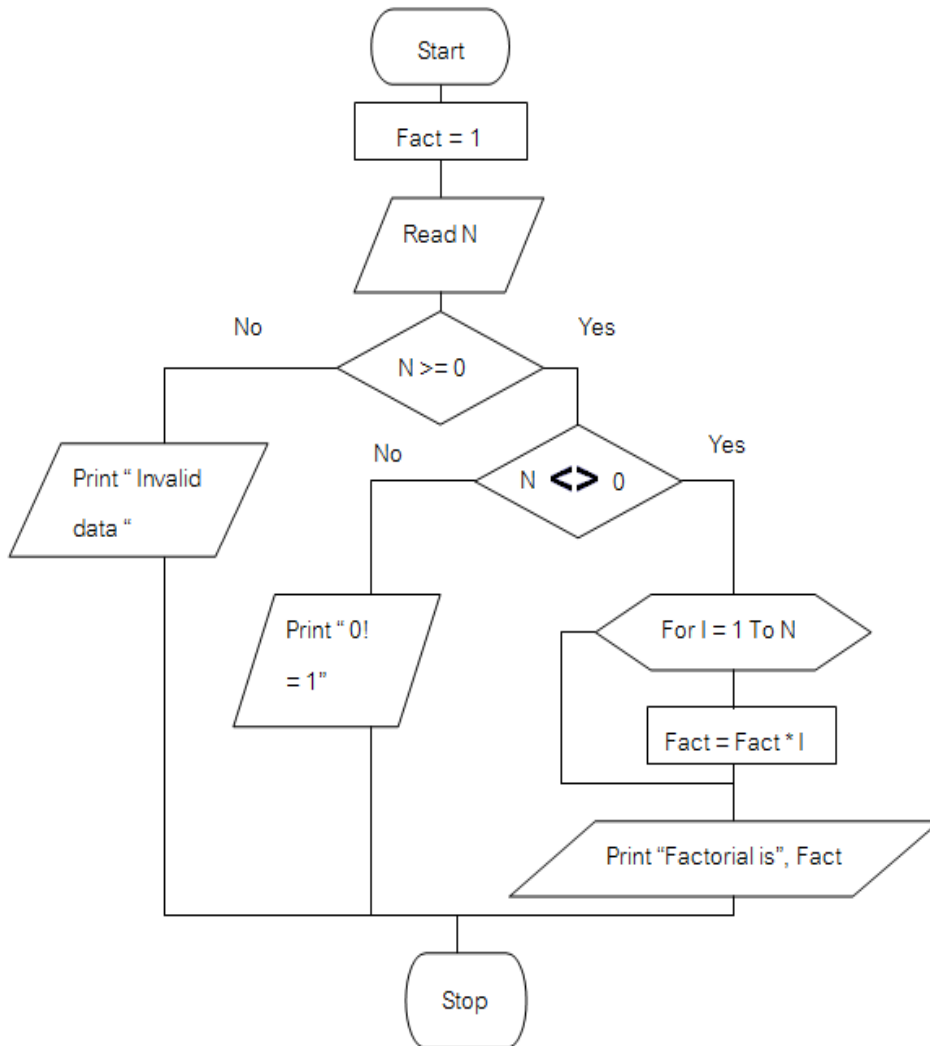 Start
Fact = 1
Read N
No
Yes
N >= 0
No
Yes
N <> 0
Print “ Invalid
data “
Print “ 0!
= 1”
For I = 1 To N
Fact = Fact * I
Print “Factorial is”, Fact
Stop